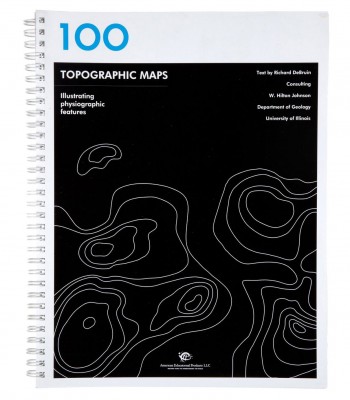 100
TOPOGRAPHIC MAPS
Illustrating
physiographic
features
Text by Richard DeBruin
Consulting
W. Hilton Johnson
Department of Geology
University of Illinois
American Educational Products LLC